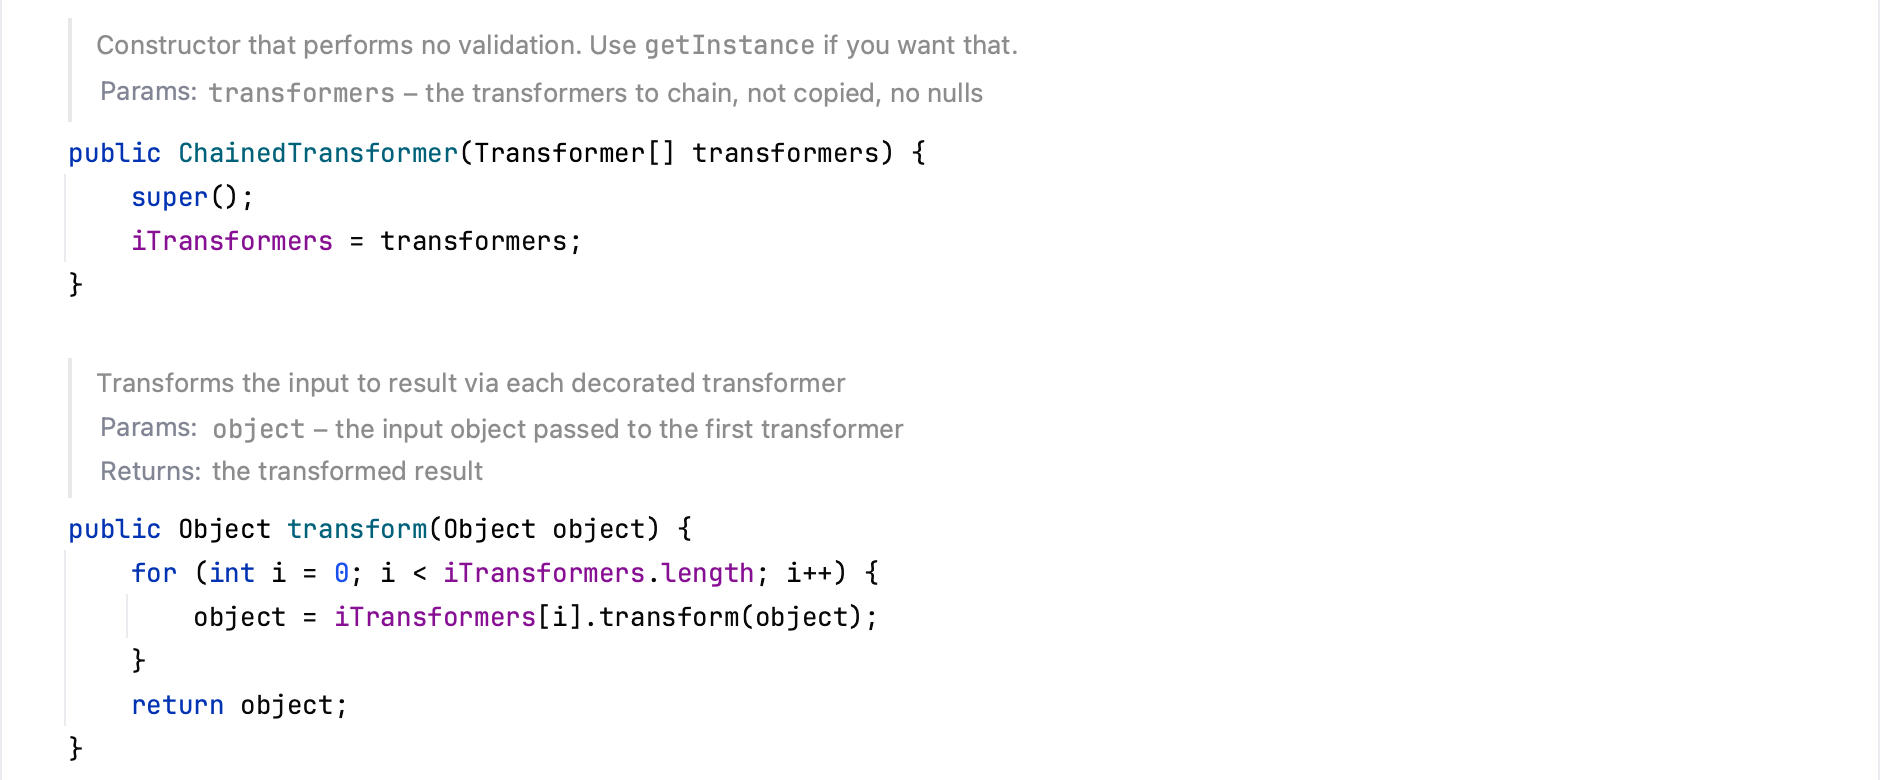 Constructor that performs no validation. Use getInstance if you want that.
Params: transformers – the transformers to chain, not copied, no nulls
public ChainedTransformer(Transformer[] transformers) {
    super();
    iTransformers = transformers;
}
Transforms the input to result via each decorated transformer
Params: object – the input object passed to the first transformer
Returns: the transformed result
public Object transform(Object object) {
    for (int i = 0; i < iTransformers.length; i++) {
        object = iTransformers[i].transform(object);
    }
    return object;
}